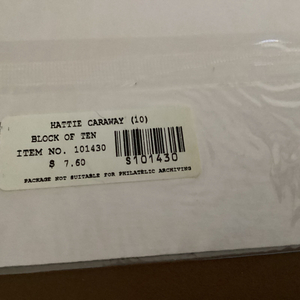 HATTIE CARAWAY (10)
BLOCK OF TEN
ITEM NO. 101430
$ 7.60
S101430
PACKAGE NOT SUITABLE FOR PHILATELIC ARCHIVING